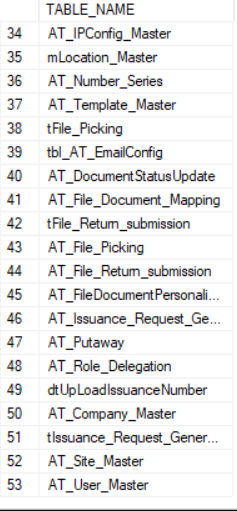 TABLE_NAME
34 AT_IPConfig_Master
35 mLocation_Master
36 AT_Number_Series
37 AT_Template_Master
38 tFile_Picking
39 tbl_AT_EmailConfig
40 AT_DocumentStatusUpdate
41 AT_File_Document_Mapping
42 tFile_Return_submission
43 AT_File_Picking
44 AT_File_Return_submission
45 AT_FileDocumentPersonali...
46 AT_Issuance_Request_Ge...
47 AT_Putaway
48 AT_Role_Delegation
49 dtUpLoadIssuanceNumber
50 AT_Company_Master
51 tIssuance_Request_Gener...
52 AT_Site_Master
53 AT_User_Master